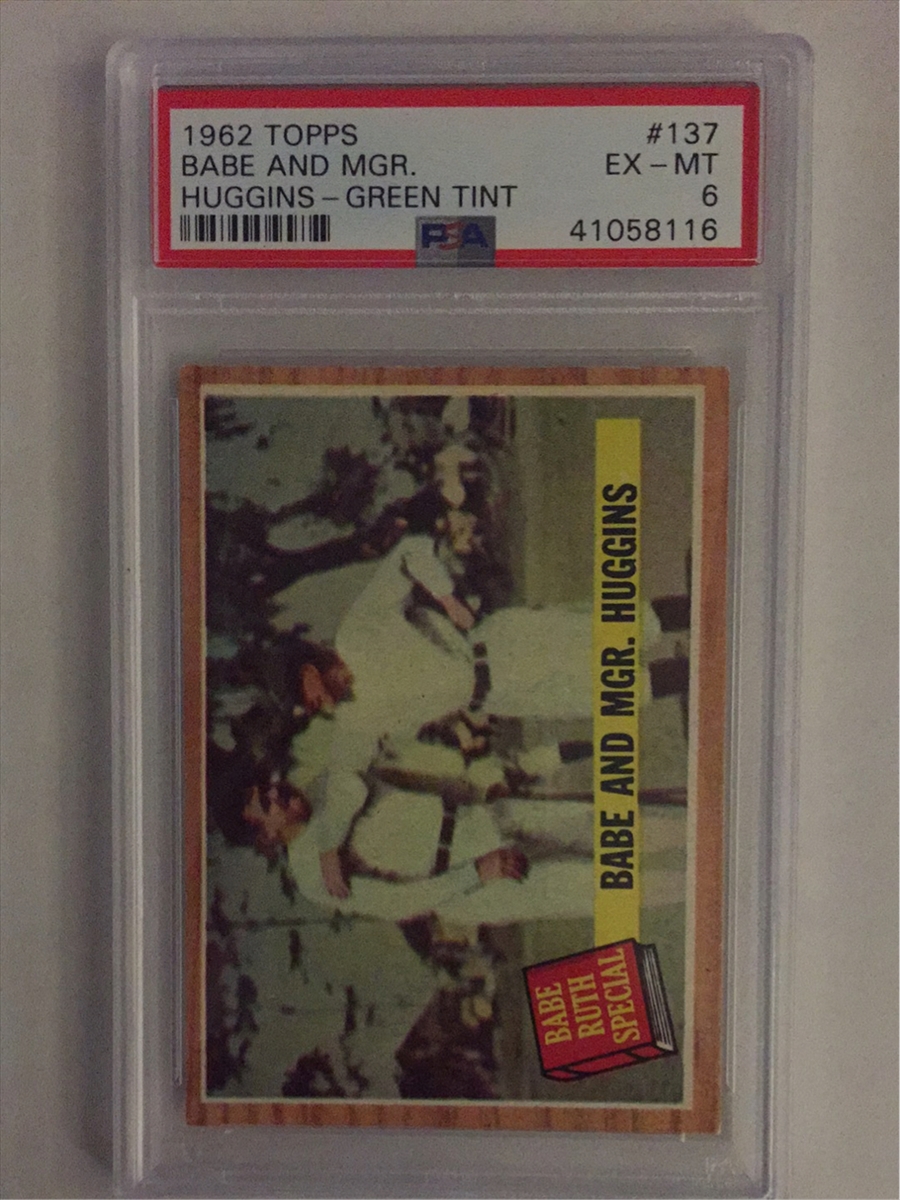 1962 TOPPS #137
BABE AND MGR. EX - MT
HUGGINS - GREEN TINT 6
PSA 41058116
BABE AND MGR. HUGGINS
BABE
RUTH
SPECIAL